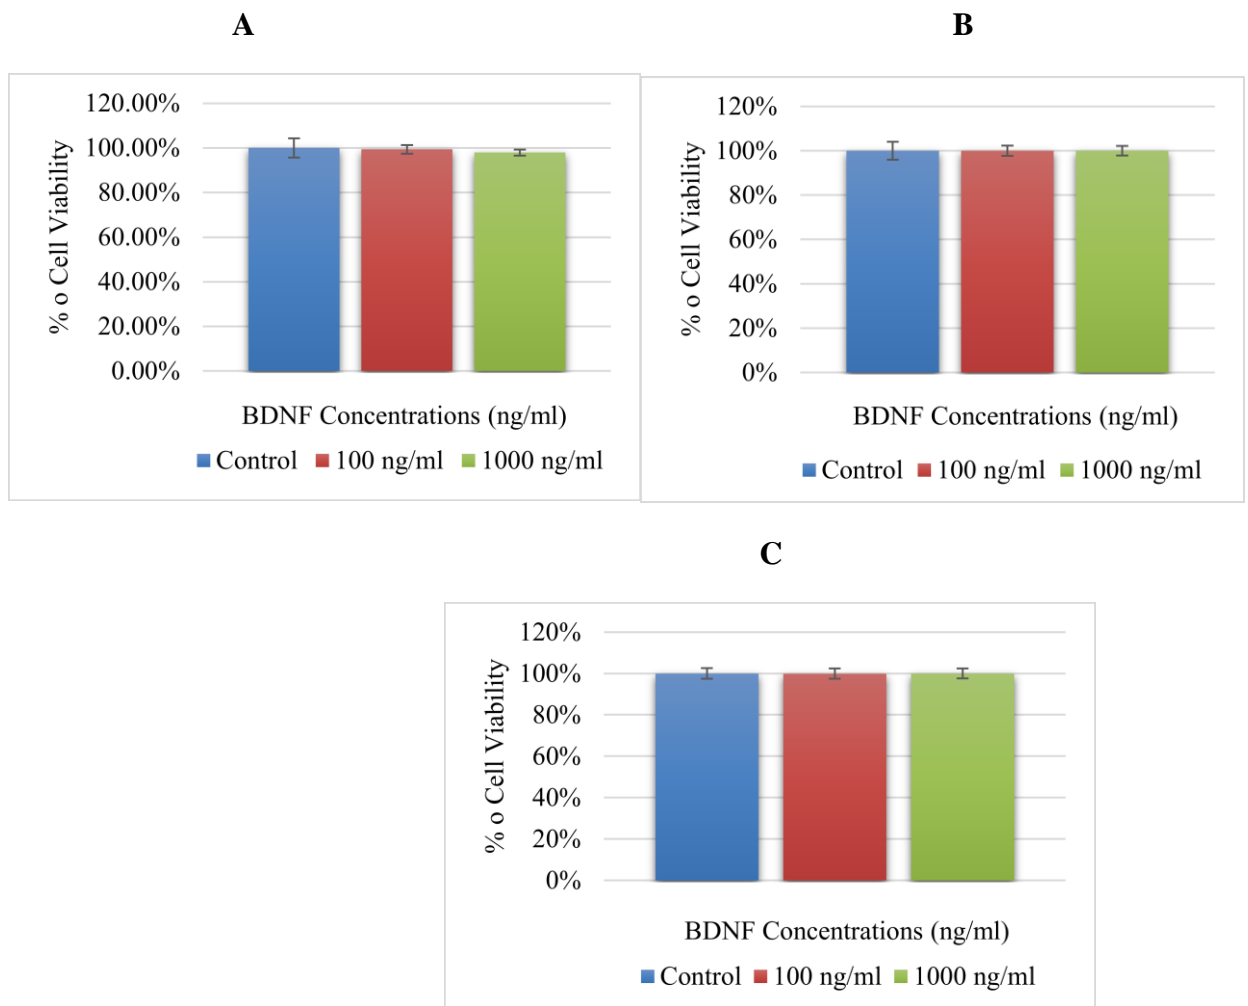 A
120.00%
100.00%
80.00%
60.00%
40.00%
20.00%
0.00%
% o Cell Viability
BDNF Concentrations (ng/ml)
Control 100 ng/ml 1000 ng/ml
B
120%
100%
80%
60%
40%
20%
0%
% o Cell Viability
BDNF Concentrations (ng/ml)
Control 100 ng/ml 1000 ng/ml
C
120%
100%
80%
60%
40%
20%
0%
% o Cell Viability
BDNF Concentrations (ng/ml)
Control 100 ng/ml 1000 ng/ml